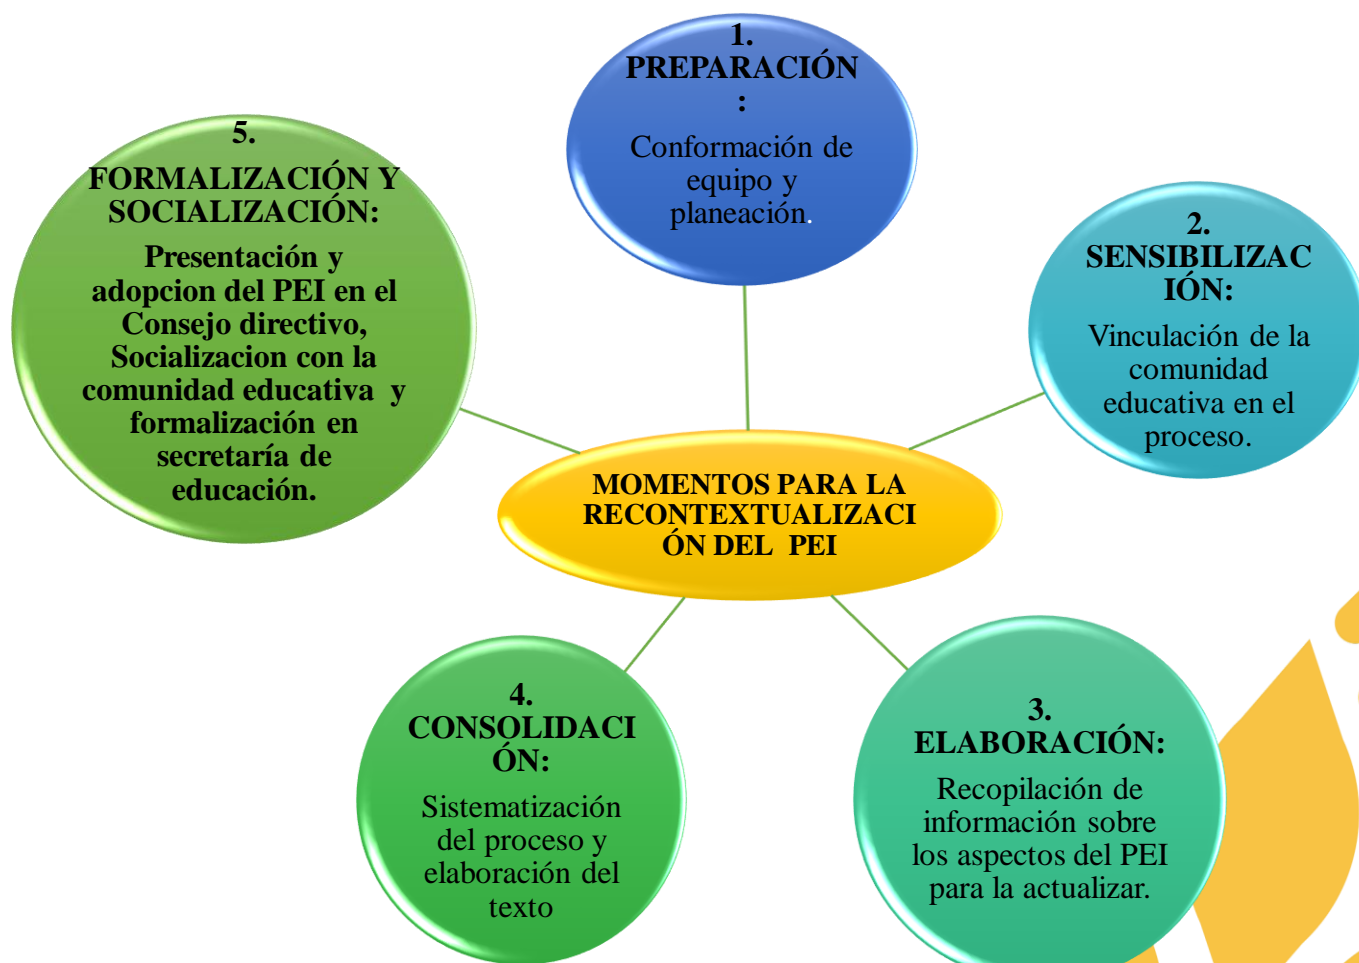 1.
PREPARACIÓN
:
Conformación de
equipo y
planeación.
2.
SENSIBILIZAC
IÓN:
Vinculación de la
comunidad
educativa en el
proceso.
3.
ELABORACIÓN:
Recopilación de
información sobre
los aspectos del PEI
para la actualizar.
4.
CONSOLIDACI
ÓN:
Sistematización
del proceso y
elaboración del
texto
5.
FORMALIZACIÓN Y
SOCIALIZACIÓN:
Presentación y
adopcion del PEI en el
Consejo directivo,
Socializacion con la
comunidad educativa y
formalización en
secretaría de
educación.
MOMENTOS PARA LA
RECONTEXTUALIZACI
ÓN DEL PEI